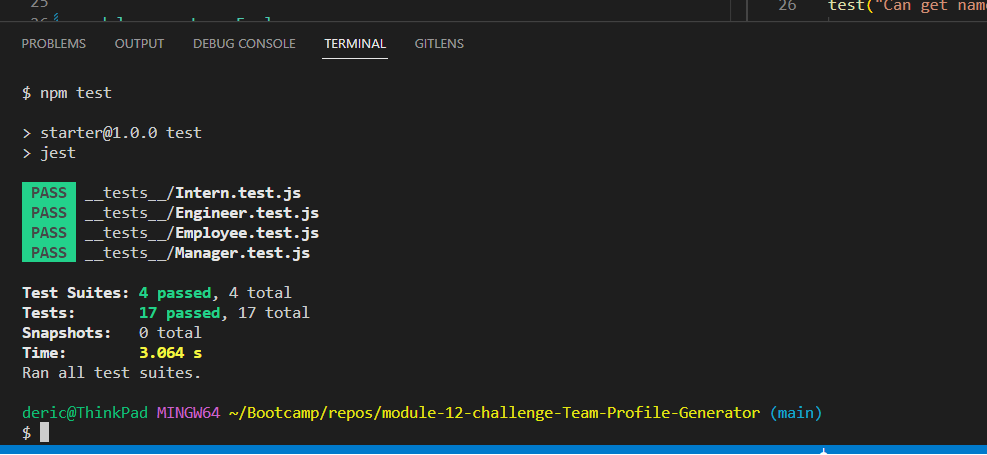 25
26
26 test("Can get nam
PROBLEMS OUTPUT DEBUG CONSOLE TERMINAL GITLENS
$ npm test
> starter@1.0.0 test
> jest
PASS __tests__/Intern.test.js
PASS __tests__/Engineer.test.js
PASS __tests__/Employee.test.js
PASS __tests__/Manager.test.js
Test Suites: 4 passed, 4 total
Tests: 17 passed, 17 total
Snapshots: 0 total
Time: 3.064 s
Ran all test suites.
deric@ThinkPad MINGW64 ~/Bootcamp/repos/module-12-challenge-Team-Profile-Generator (main)
$